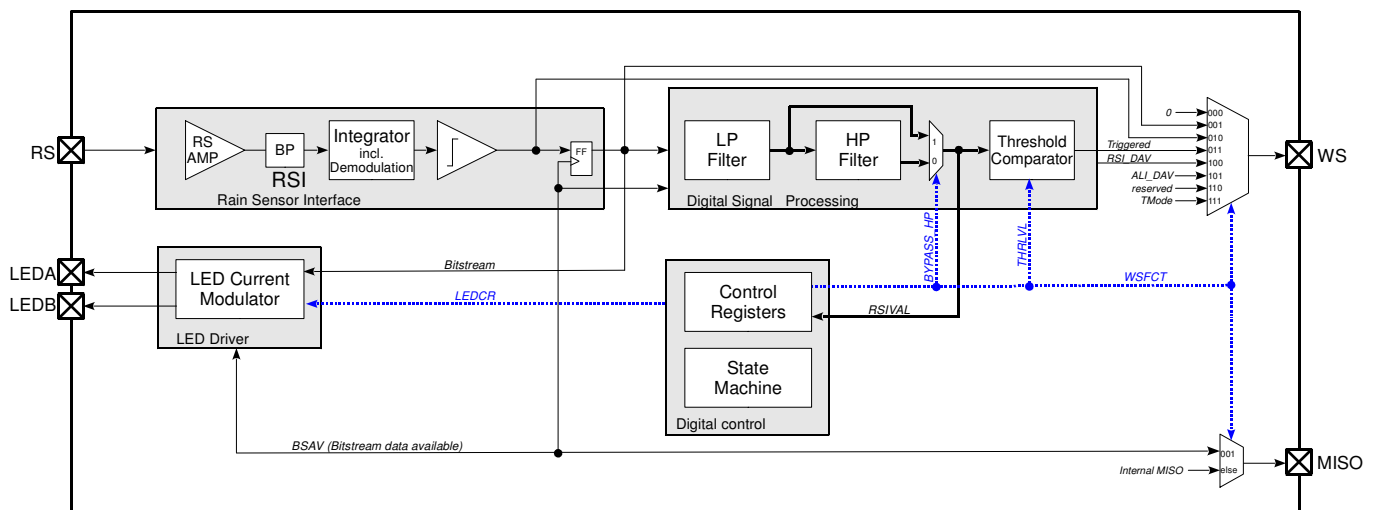 RS
RS
AMP
BP
RSI
Integrator
incl.
Demodulation
FF
Rain Sensor Interface
LP
Filter
HP
Filter
1
0
Threshold
Comparator
Digital Signal Processing
0
Triggered
RSI_DAV
ALI_DAV
reserved
TMode
000
001
010
011
100
101
110
111
WS
LEDA
LEDB
LED Current
Modulator
LED Driver
Bitstream
LEDCR
Control
Registers
State
Machine
Digital control
BYPASS_HP
THRLVL
WSFCT
RSIVAL
BSAV (Bitstream data available)
Internal MISO
001
else
MISO